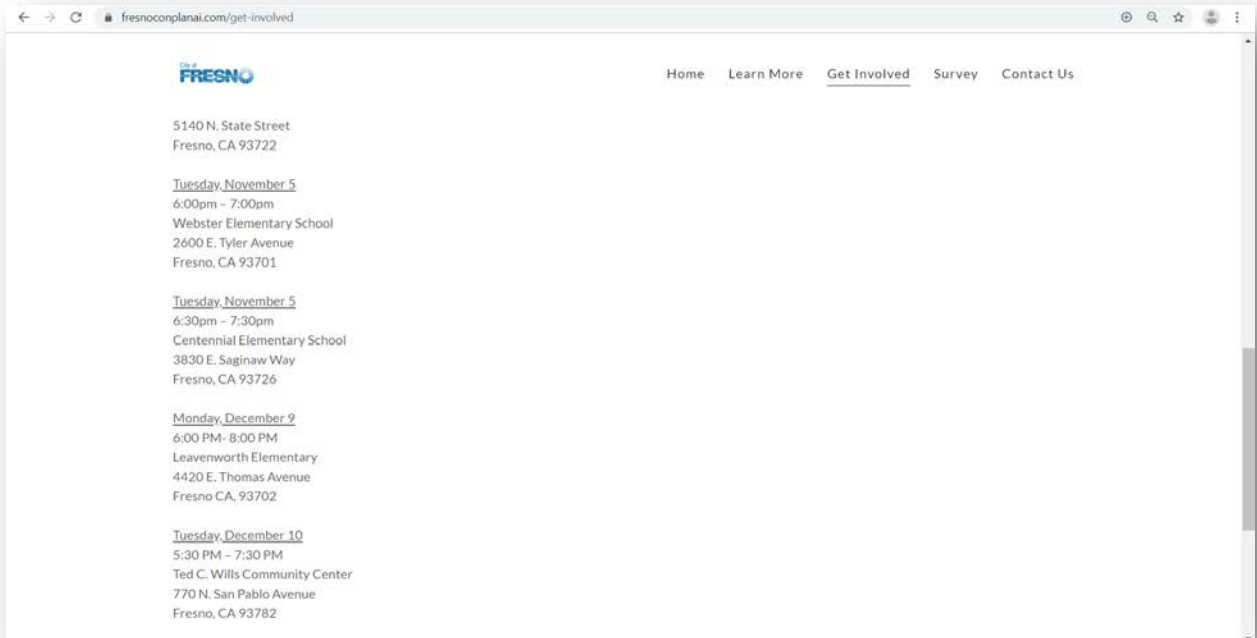 fresnoconplanai.com/get-involved
City of
FRESNO
Home Learn More Get Involved Survey Contact Us
5140 N. State Street
Fresno, CA 93722
Tuesday, November 5
6:00pm – 7:00pm
Webster Elementary School
2600 E. Tyler Avenue
Fresno, CA 93701
Tuesday, November 5
6:30pm – 7:30pm
Centennial Elementary School
3830 E. Saginaw Way
Fresno, CA 93726
Monday, December 9
6:00 PM- 8:00 PM
Leavenworth Elementary
4420 E. Thomas Avenue
Fresno CA, 93702
Tuesday, December 10
5:30 PM – 7:30 PM
Ted C. Wills Community Center
770 N. San Pablo Avenue
Fresno, CA 93782